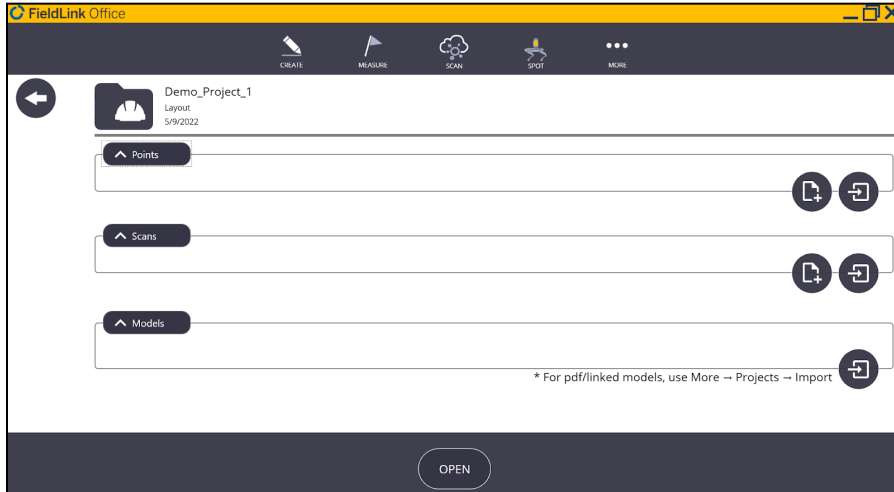 FieldLink Office
CREATE MEASURE SCAN SPOT MORE
Demo_Project_1
Layout
5/9/2022
Points
Scans
Models
* For pdf/linked models, use More → Projects → Import
OPEN